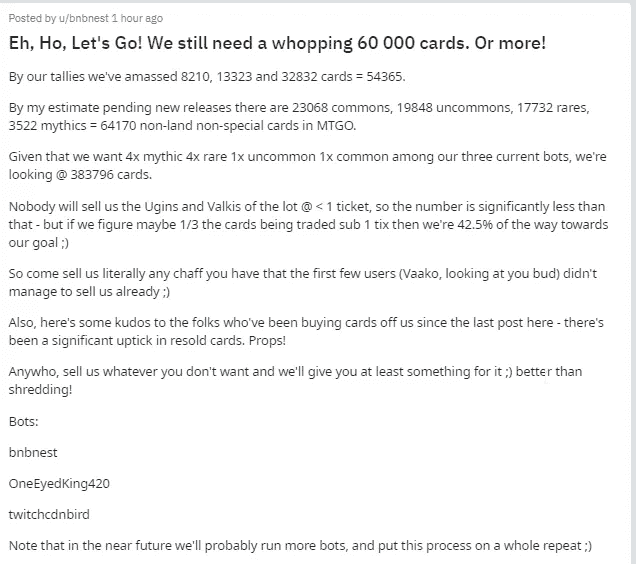 Posted by u/bnbnest 1 hour ago
Eh, Ho, Let's Go! We still need a whopping 60 000 cards. Or more!
By our tallies we've amassed 8210, 13323 and 32832 cards = 54365.
By my estimate pending new releases there are 23068 commons, 19848 uncommons, 17732 rares,
3522 mythics = 64170 non-land non-special cards in MTGO.
Given that we want 4x mythic 4x rare 1x uncommon 1x common among our three current bots, we're
looking @ 383796 cards.
Nobody will sell us the Ugins and Valkis of the lot @ < 1 ticket, so the number is significantly less than
that - but if we figure maybe 1/3 the cards being traded sub 1 tix then we're 42.5% of the way towards
our goal ;)
So come sell us literally any chaff you have that the first few users (Vaako, looking at you bud) didn't
manage to sell us already ;)
Also, here's some kudos to the folks who've been buying cards off us since the last post here - there's
been a significant uptick in resold cards. Props!
Anywho, sell us whatever you don't want and we'll give you at least something for it ;) better than
shredding!
Bots:
bnbnest
OneEyedKing420
twitchcdnbird
Note that in the near future we'll probably run more bots, and put this process on a whole repeat ;)